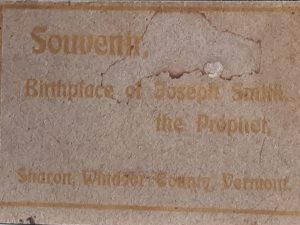 Souvenir,
Birthplace of Joseph Smith,
the Prophet,
Sharon, Windsor County, Vermont.